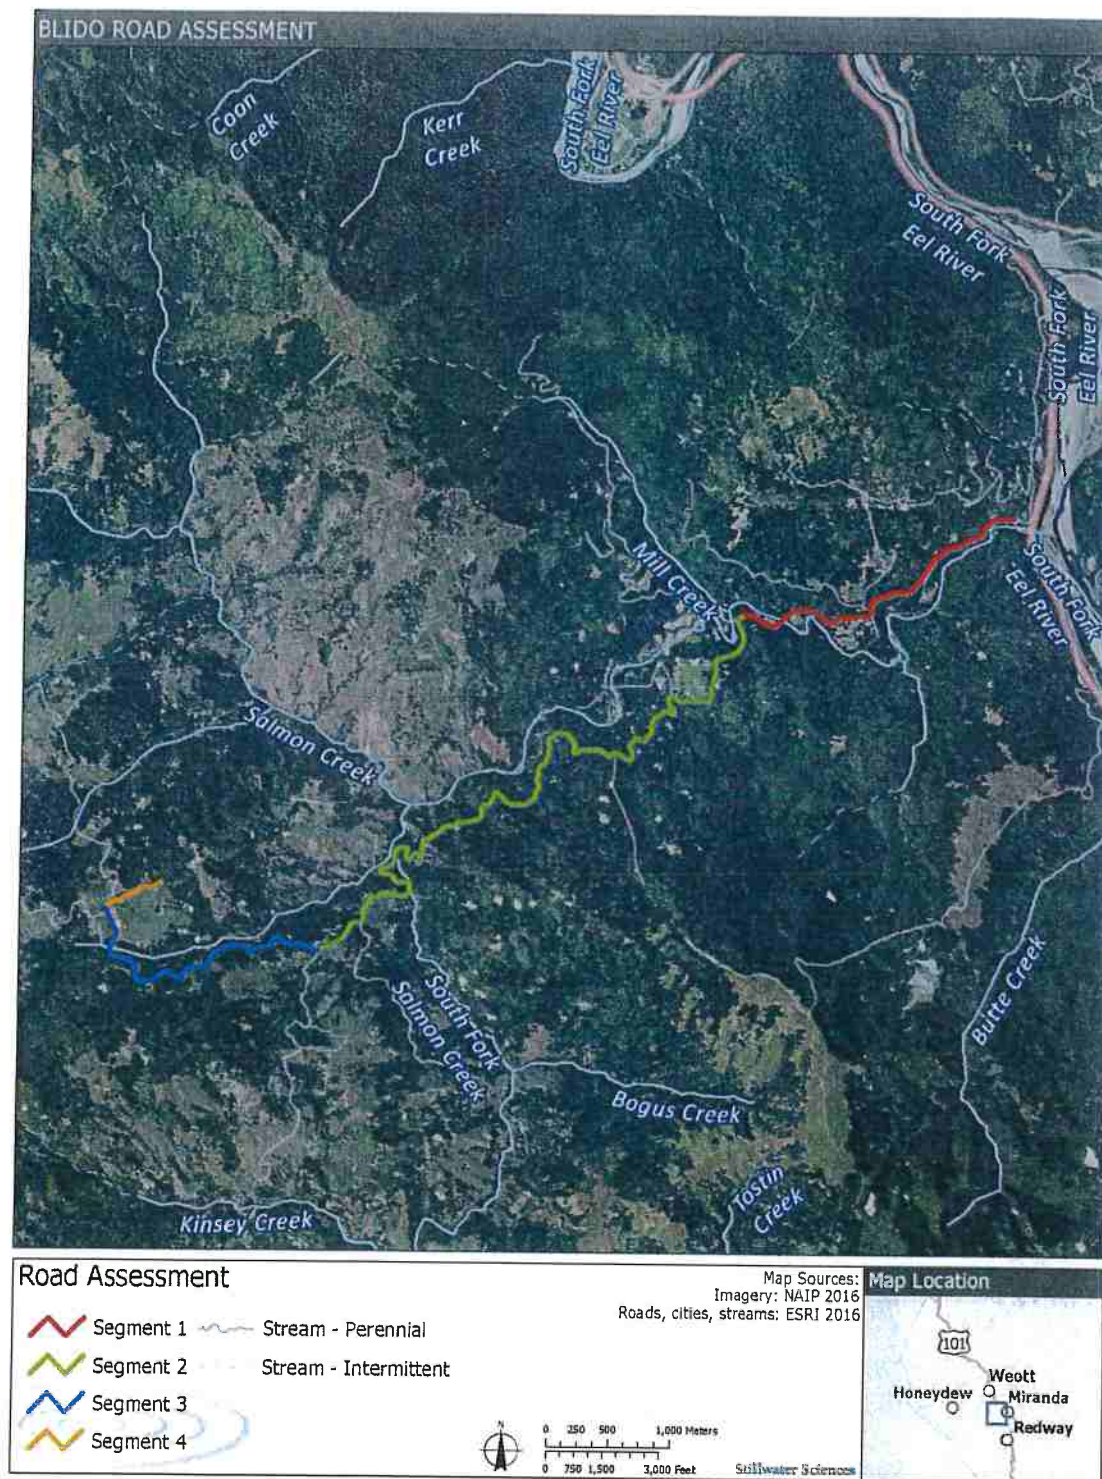 BLIDO ROAD ASSESSMENT
Coon
Creek
Kerr
Creek
South Fork
Eel River
South Fork
Eel River
South Fork
Eel River
Mill Creek
South Fork
Eel River
Salmon Creek
South Fork
Salmon Creek
Butte Creek
Bogus Creek
Tostin
Creek
Kinsey Creek
Road Assessment
Segment 1
Stream - Perennial
Segment 2
Stream - Intermittent
Segment 3
Segment 4
Map Sources:
Imagery: NAIP 2016
Roads, cities, streams: ESRI 2016
N
0 250 500 1,000 Meters
0 750 1,500 3,000 Feet
Stillwater Sciences
Map Location
101
Weott
Honeydew
Miranda
Redway